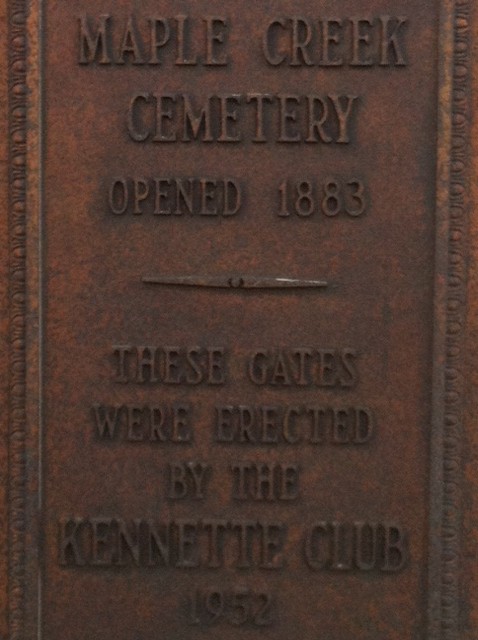 MAPLE CREEK
CEMETERY
OPENED 1883
THESE GATES
WERE ERECTED
BY THE
KENNETTE CLUB
1952